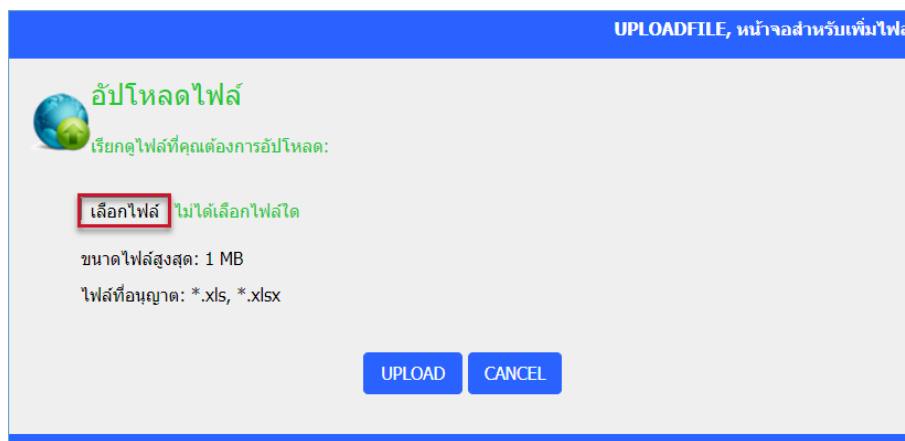 UPLOADFILE, หน้าจอสำหรับเพิ่มไฟล
อัปโหลดไฟล์
เรียกดูไฟล์ที่คุณต้องการอัปโหลด:
เลือกไฟล์ ไม่ได้เลือกไฟล์ใด
ขนาดไฟล์สูงสุด: 1 MB
ไฟล์ที่อนุญาต: *.xls, *.xlsx
UPLOAD CANCEL